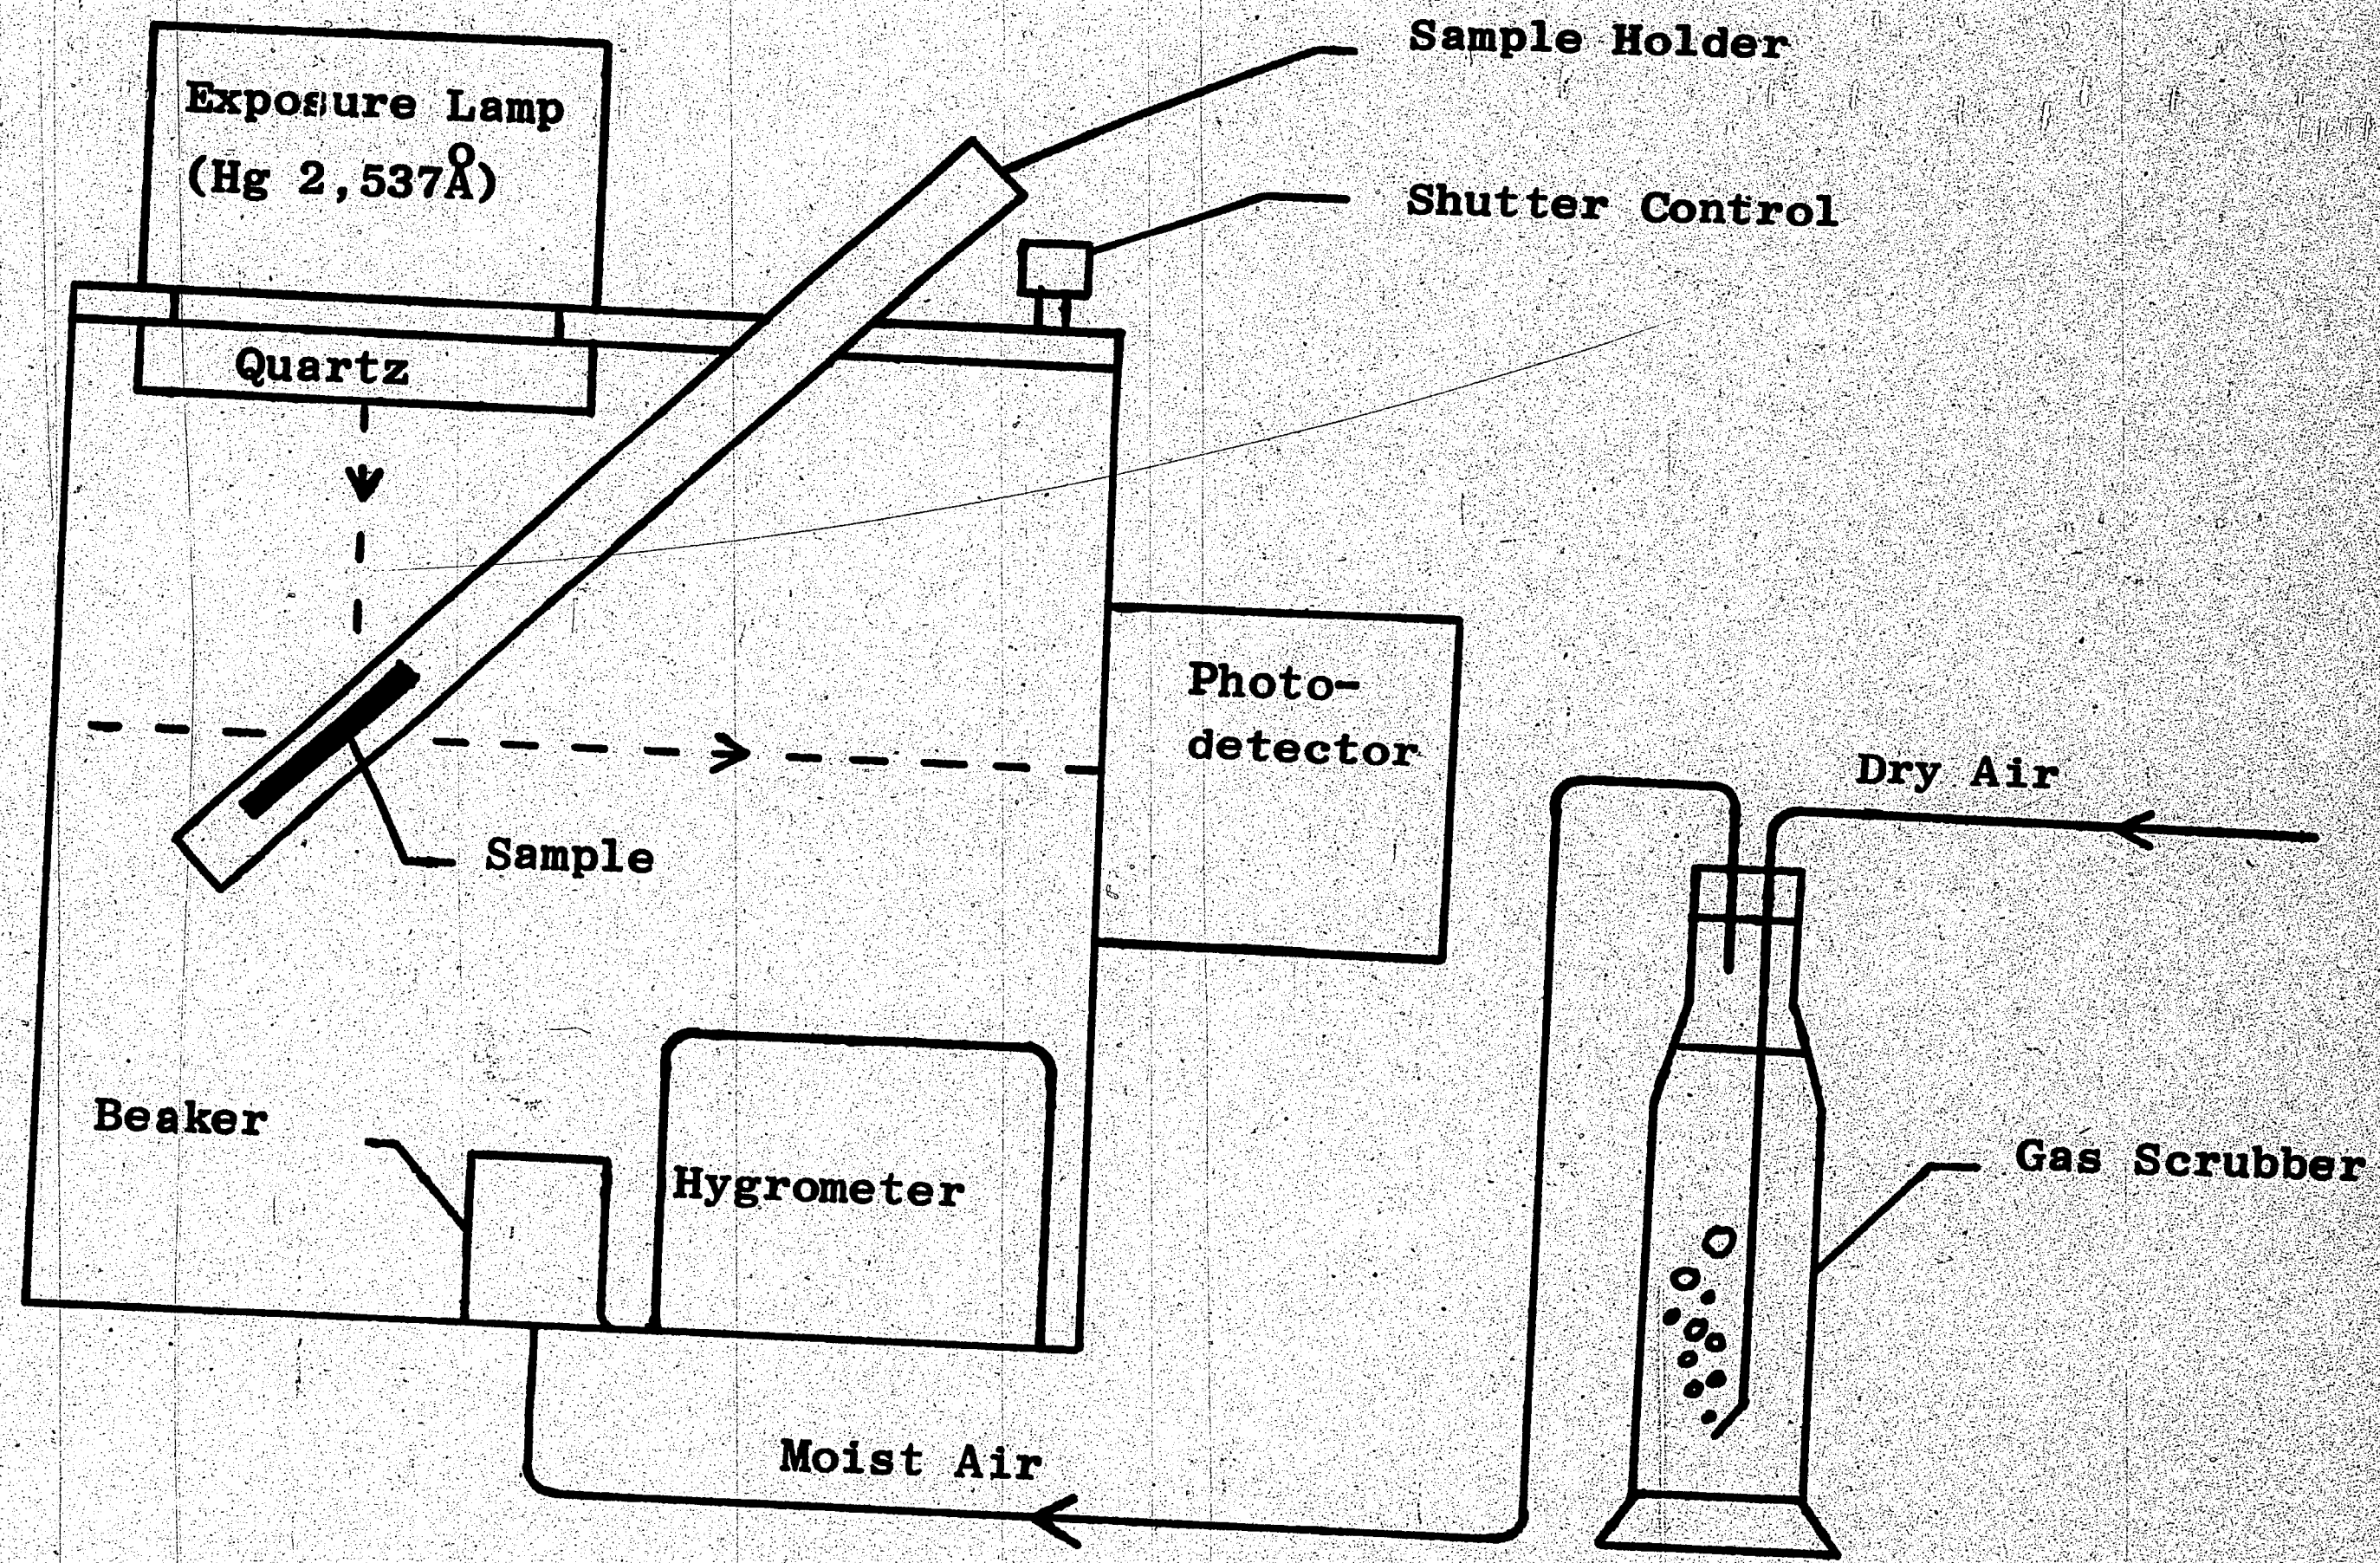 Sample Holder
Exposure Lamp
(Hg 2,537Å)
Shutter Control
Quartz
Photo-
detector
Dry Air
Sample
Beaker
Hygrometer
Gas Scrubber
Moist Air